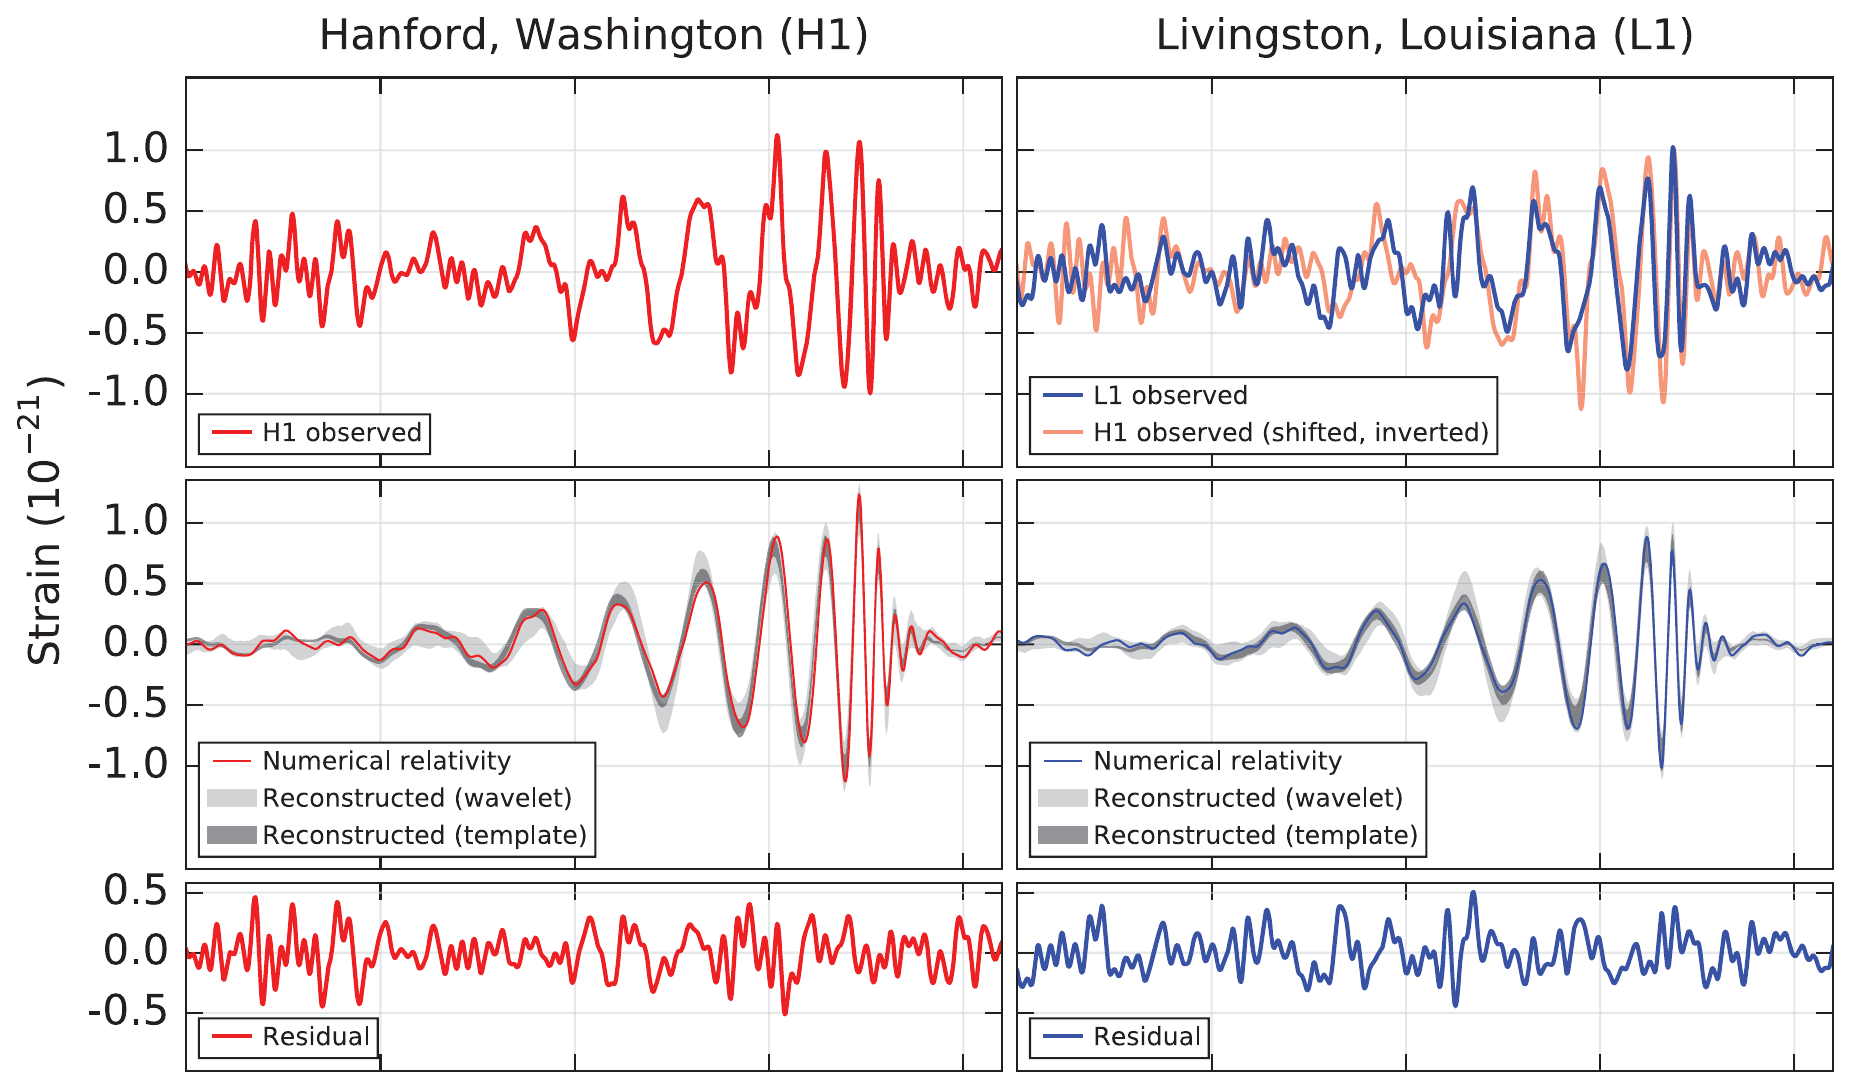 Hanford, Washington (H1)
Livingston, Louisiana (L1)
Strain (10⁻²¹)
1.0
0.5
0.0
-0.5
-1.0
H1 observed
L1 observed
H1 observed (shifted, inverted)
1.0
0.5
0.0
-0.5
-1.0
Numerical relativity
Reconstructed (wavelet)
Reconstructed (template)
Numerical relativity
Reconstructed (wavelet)
Reconstructed (template)
0.5
0.0
-0.5
Residual
Residual